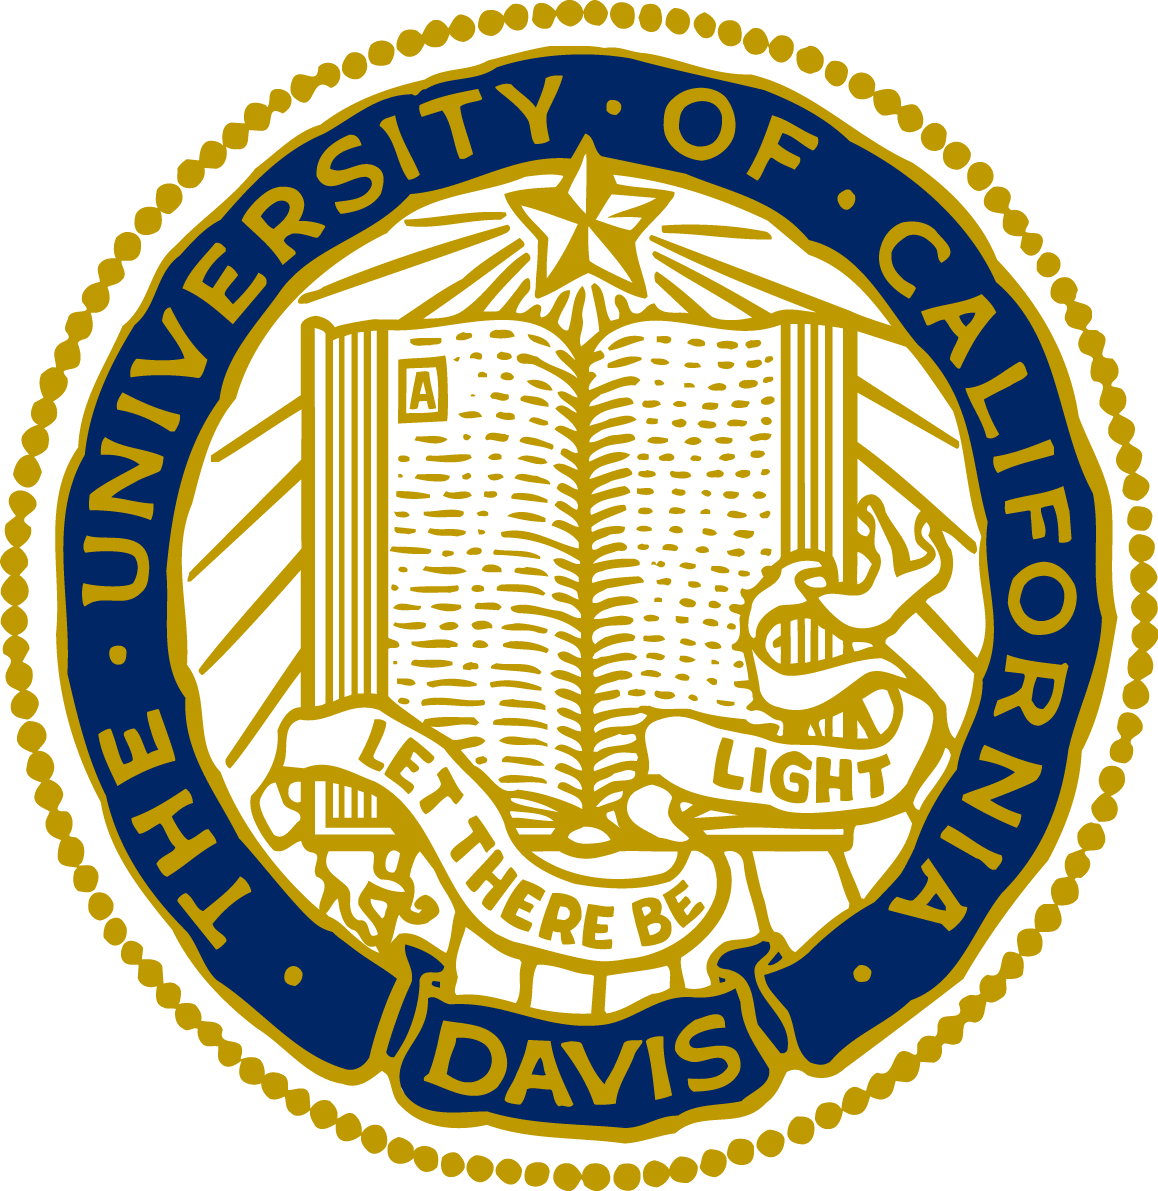 · THE · UNIVERSITY · OF · CALIFORNIA ·
A
LET THERE BE
LIGHT
DAVIS